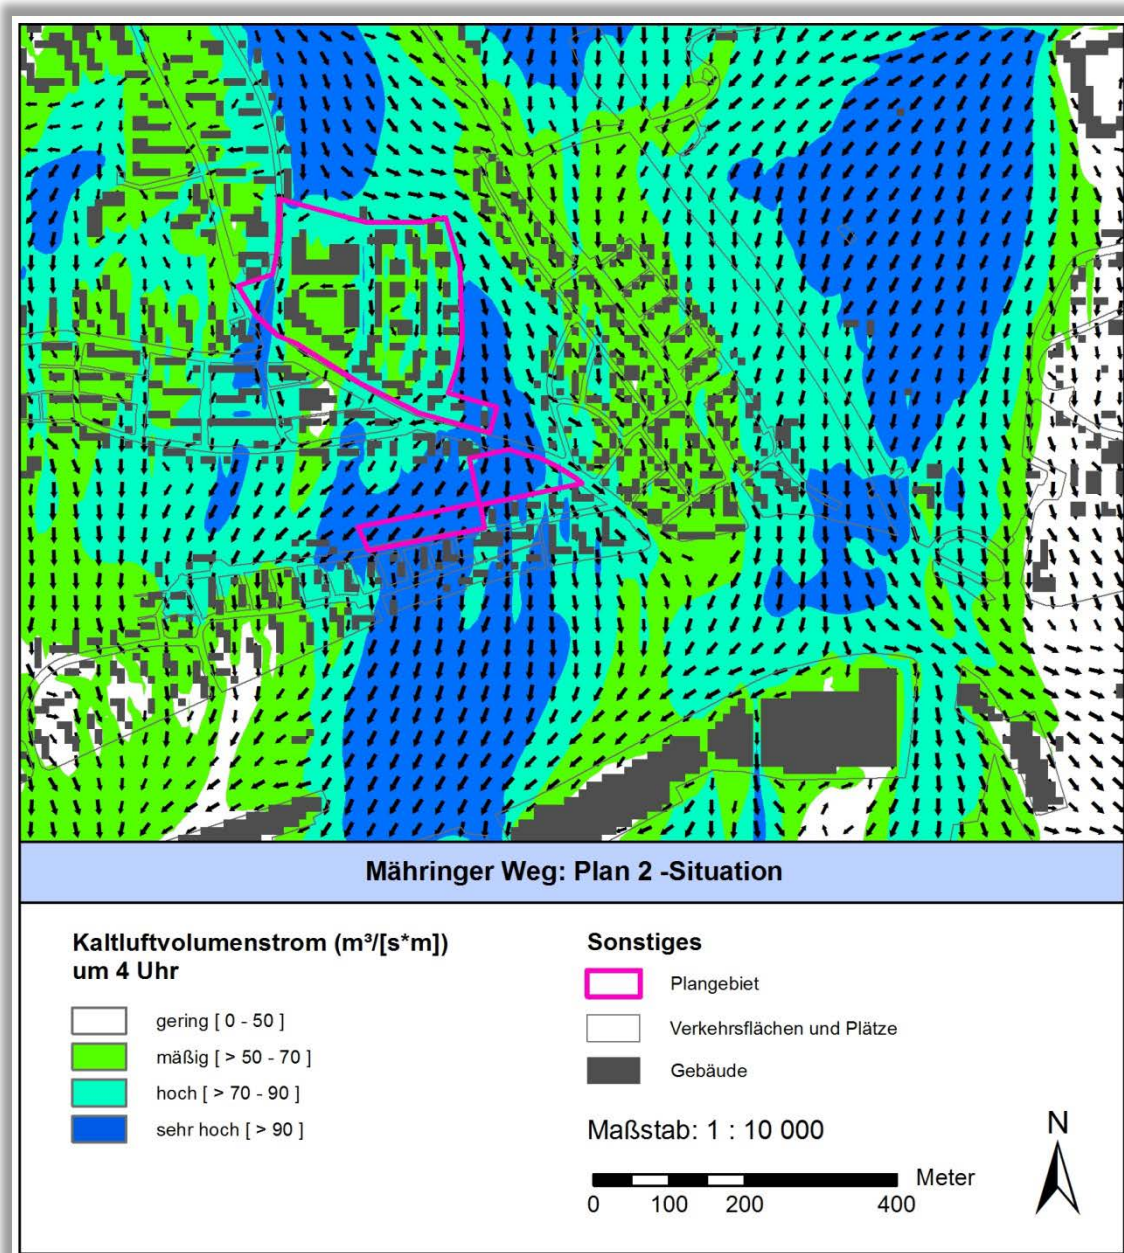 Mähringer Weg: Plan 2 -Situation
Kaltluftvolumenstrom (m³/[s*m])
um 4 Uhr
gering [ 0 - 50 ]
mäßig [ > 50 - 70 ]
hoch [ > 70 - 90 ]
sehr hoch [ > 90 ]
Sonstiges
Plangebiet
Verkehrsflächen und Plätze
Gebäude
Maßstab: 1 : 10 000
Meter
0 100 200 400
N